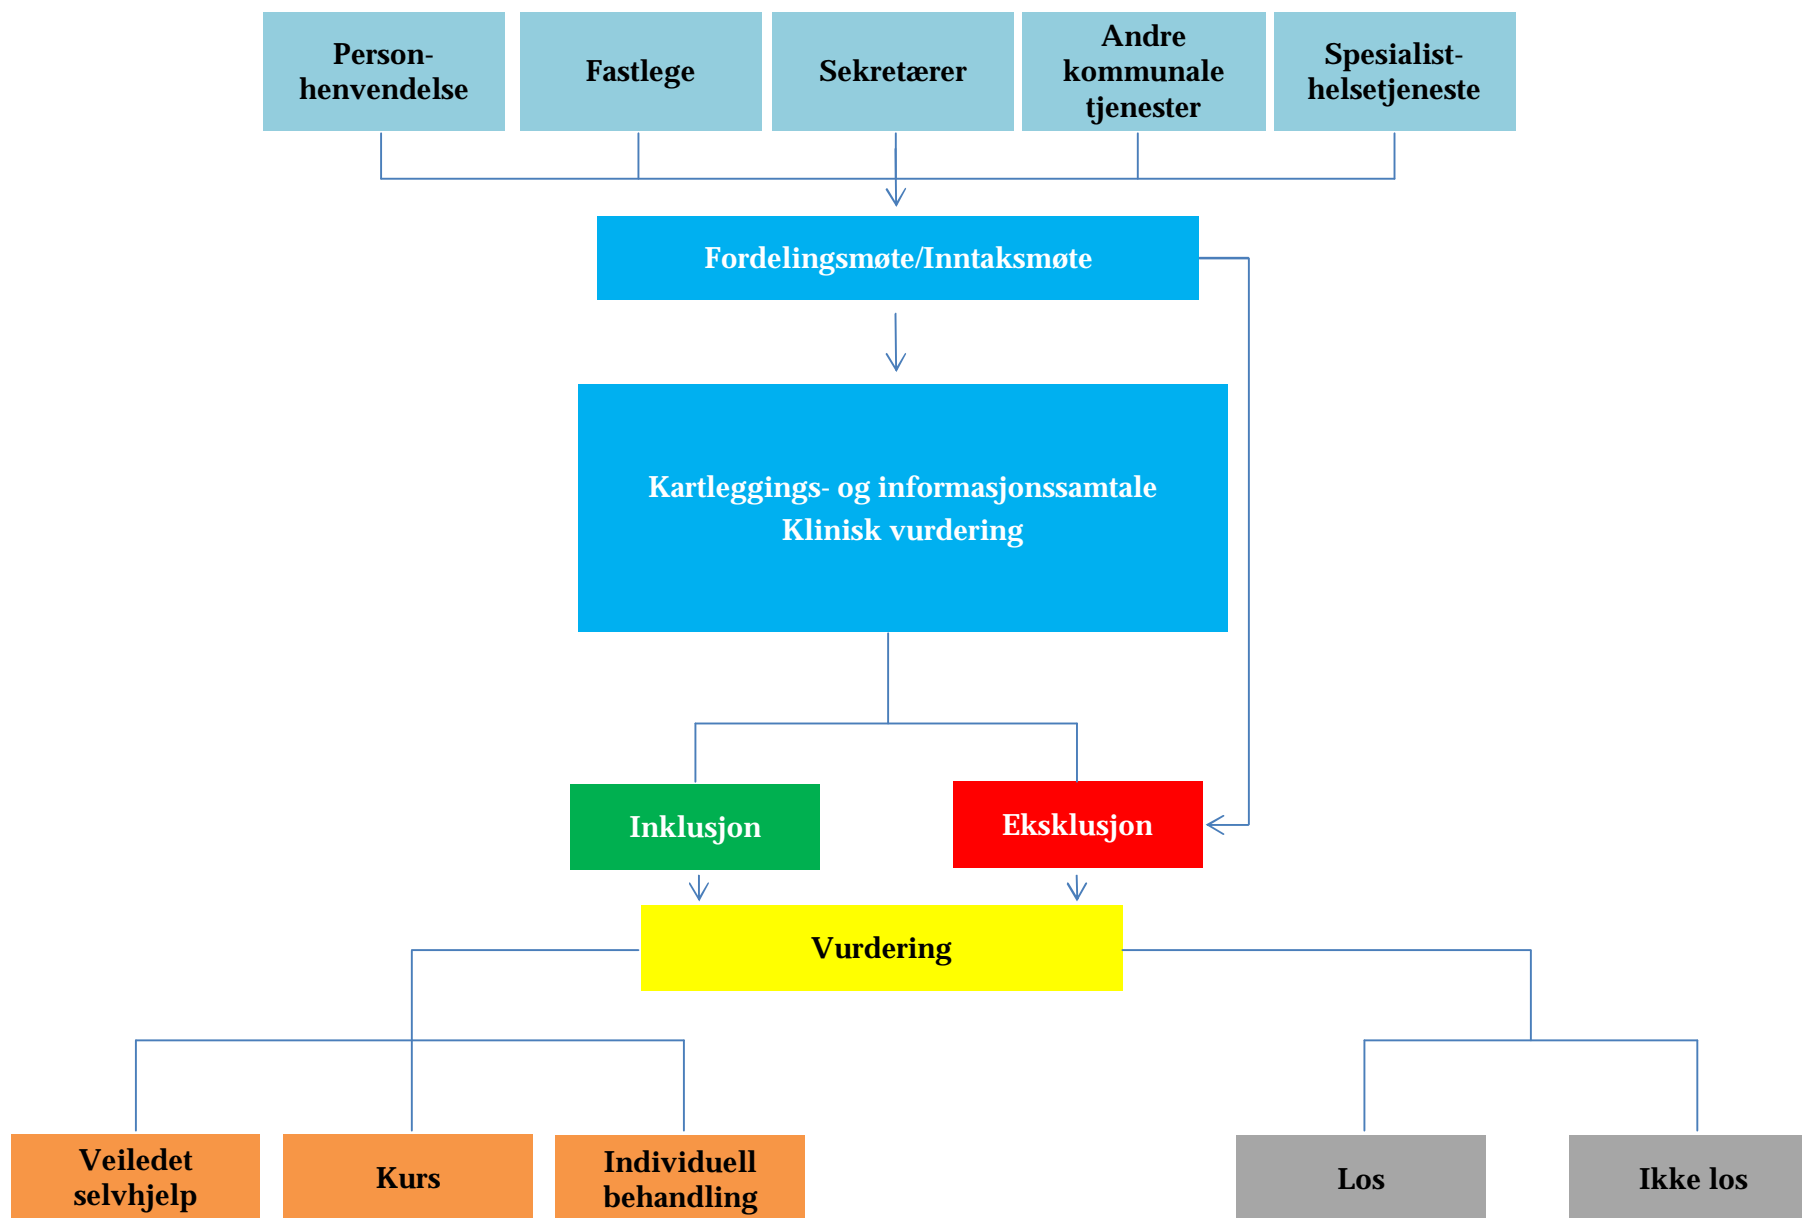 Person-
henvendelse
Fastlege
Sekretærer
Andre
kommunale
tjenester
Spesialist-
helsetjeneste
Fordelingsmøte/Inntaksmøte
Kartleggings- og informasjonssamtale
Klinisk vurdering
Inklusjon
Eksklusjon
Vurdering
Veiledet
selvhjelp
Kurs
Individuell
behandling
Los
Ikke los